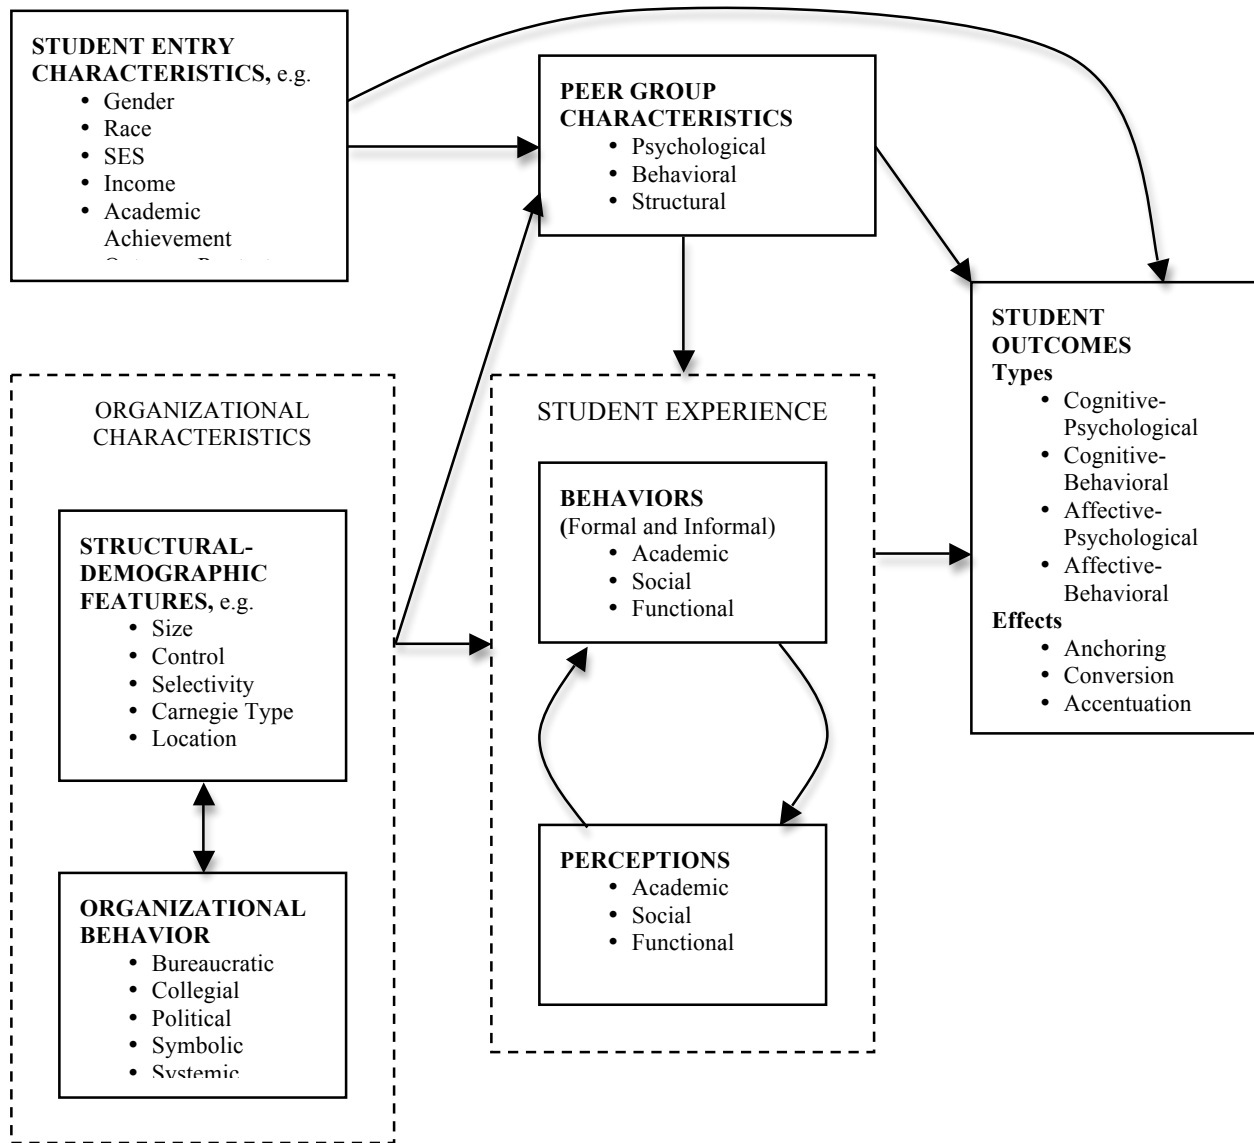 STUDENT ENTRY
CHARACTERISTICS, e.g.
• Gender
• Race
• SES
• Income
• Academic
Achievement
PEER GROUP
CHARACTERISTICS
• Psychological
• Behavioral
• Structural
STUDENT
OUTCOMES
Types
• Cognitive-
Psychological
• Cognitive-
Behavioral
• Affective-
Psychological
• Affective-
Behavioral
Effects
• Anchoring
• Conversion
• Accentuation
ORGANIZATIONAL
CHARACTERISTICS
STRUCTURAL-
DEMOGRAPHIC
FEATURES, e.g.
• Size
• Control
• Selectivity
• Carnegie Type
• Location
ORGANIZATIONAL
BEHAVIOR
• Bureaucratic
• Collegial
• Political
• Symbolic
• Systemic
STUDENT EXPERIENCE
BEHAVIORS
(Formal and Informal)
• Academic
• Social
• Functional
PERCEPTIONS
• Academic
• Social
• Functional